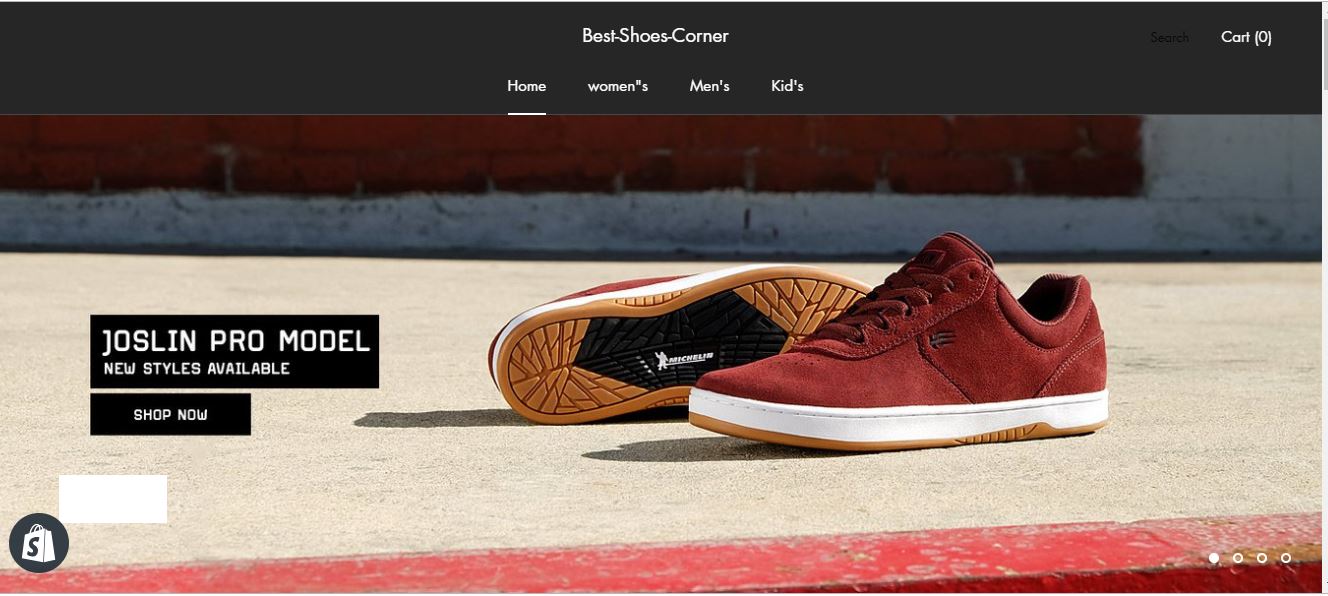 Best-Shoes-Corner
Search
Cart (0)
Home
women"s
Men's
Kid's
JOSLIN PRO MODEL
NEW STYLES AVAILABLE
SHOP NOW
MICHELIN